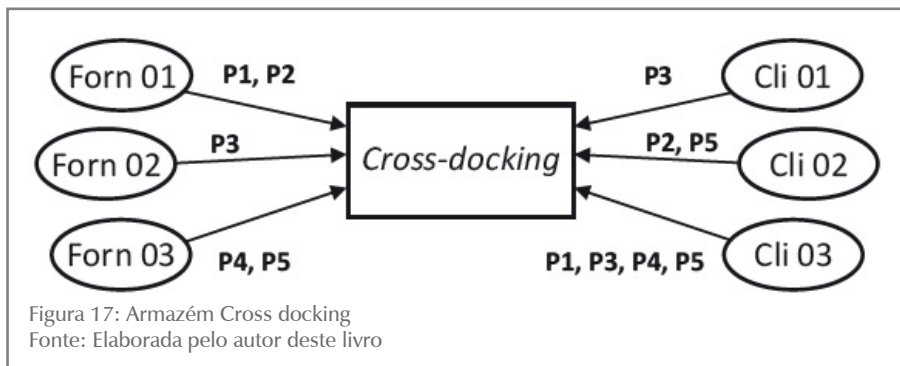 Forn 01
P1, P2
P3
Cli 01
Forn 02
P3
Cross-docking
P2, P5
Cli 02
Forn 03
P4, P5
P1, P3, P4, P5
Cli 03
Figura 17: Armazém Cross docking
Fonte: Elaborada pelo autor deste livro